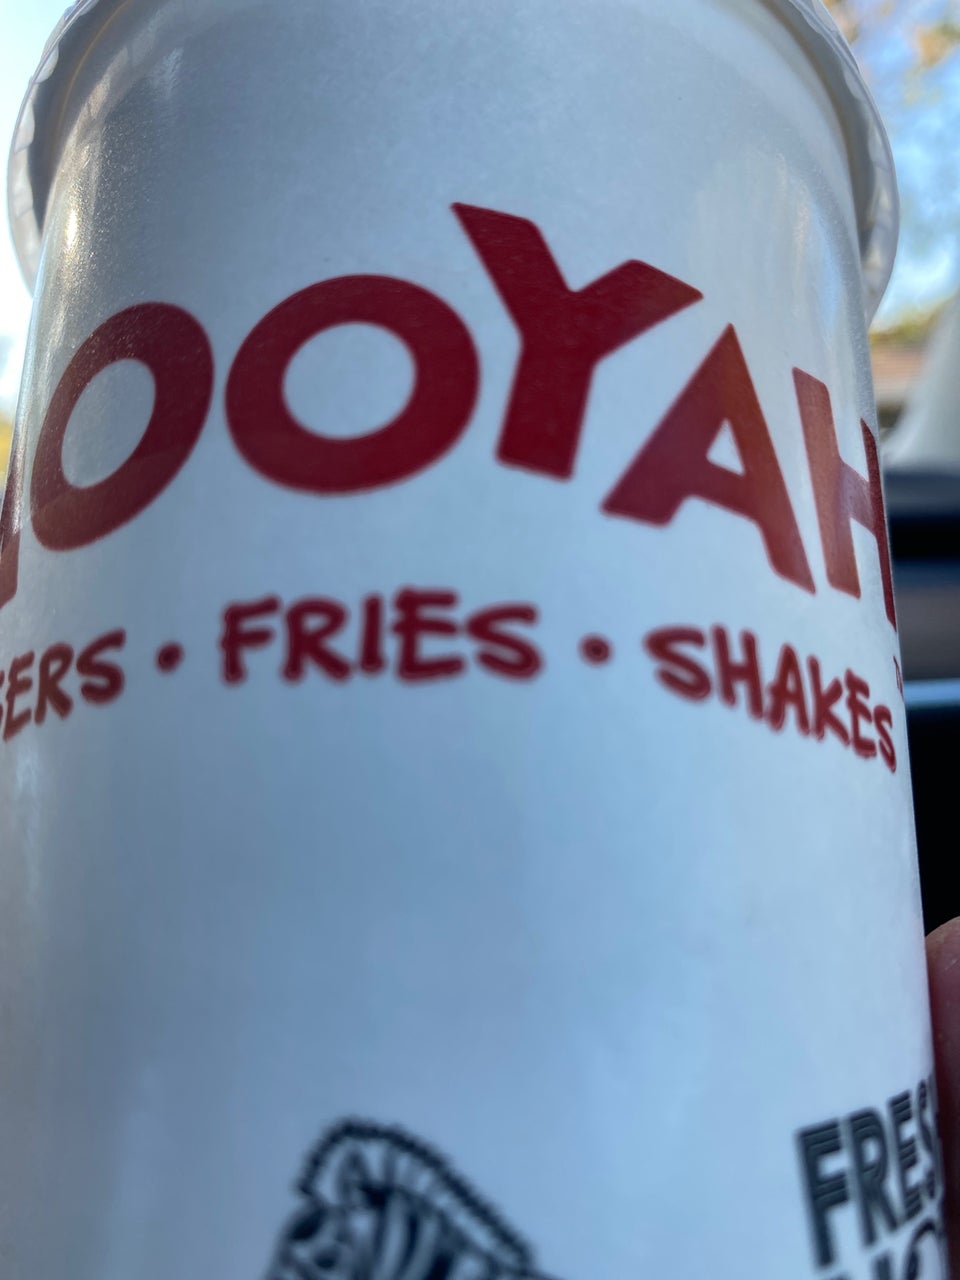 OOYAH
ERS • FRIES • SHAKES
FRES